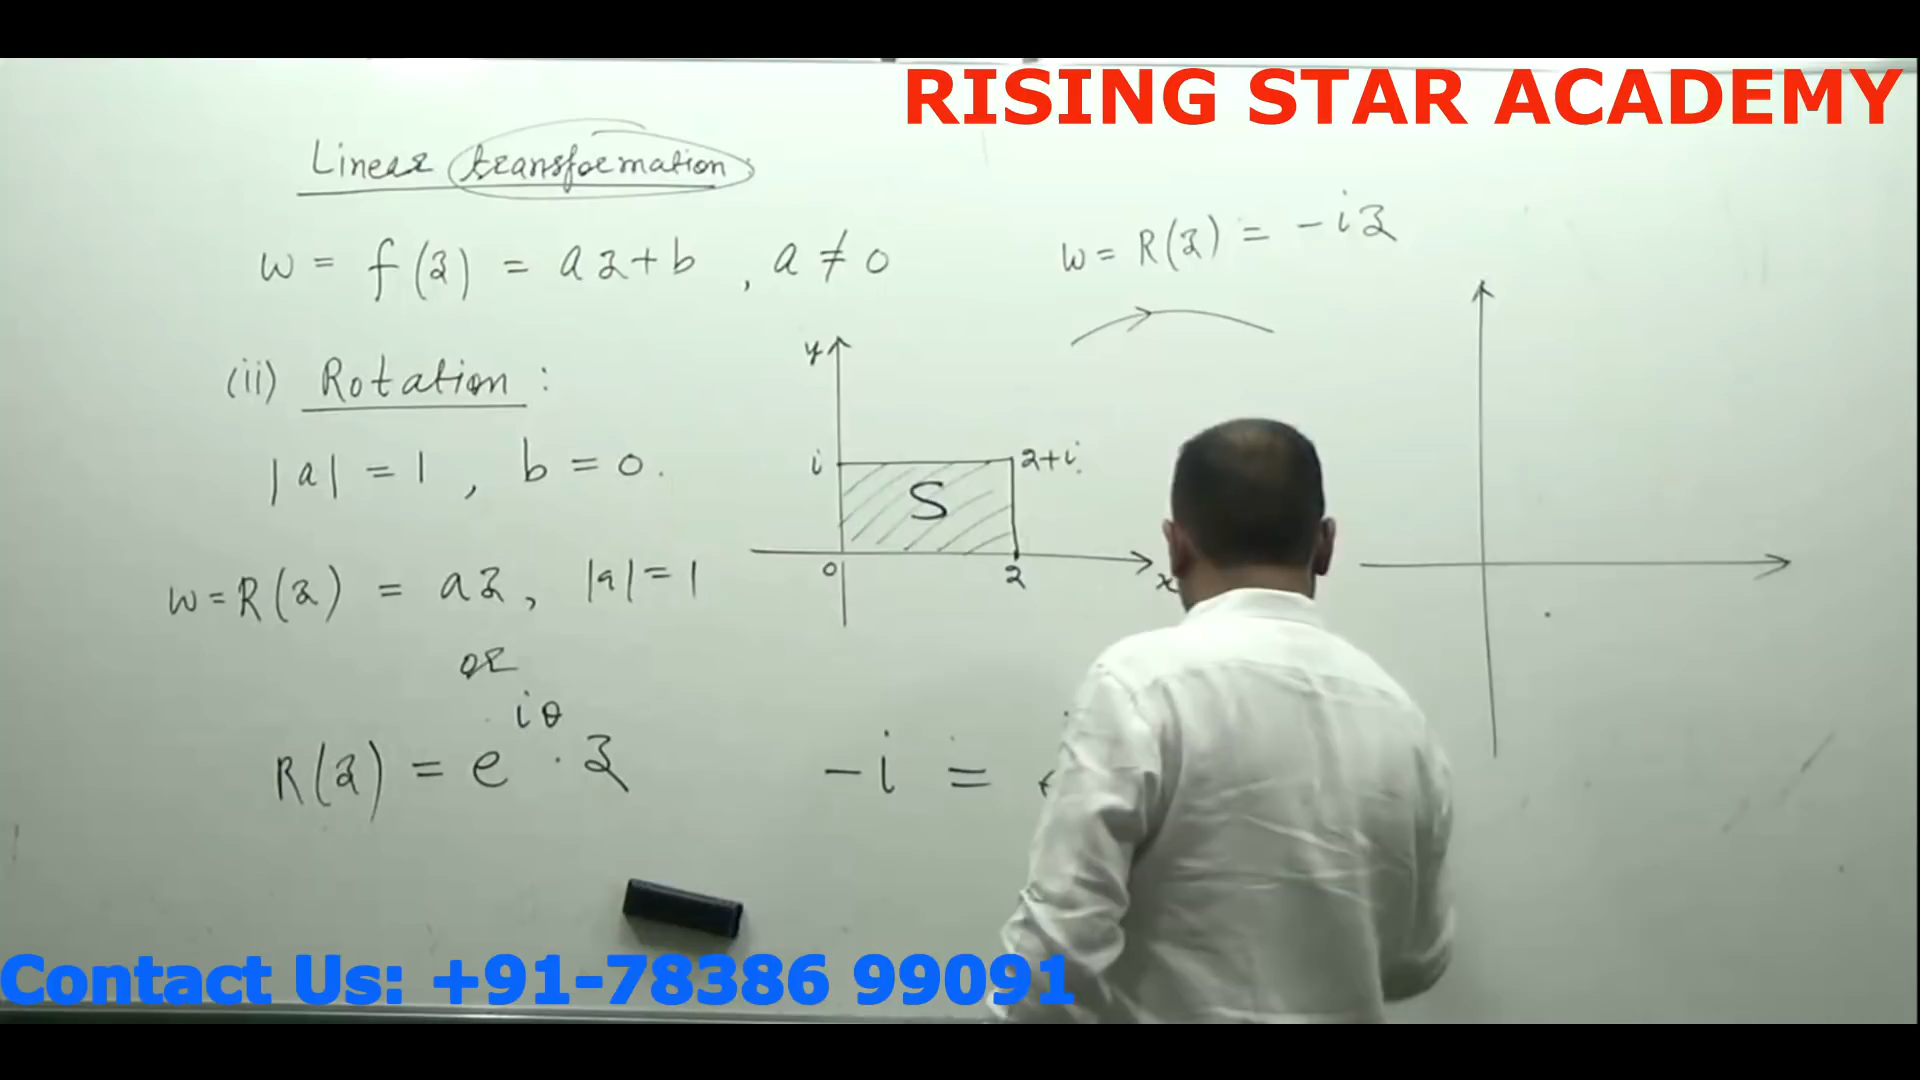 RISING STAR ACADEMY
Linear transformation
w = f(z) = az+b , a ≠ 0
w = R(z) = -iz
(ii) Rotation :
|a| = 1 , b = 0.
w = R(z) = az, |a| = 1
or
R(z) = e^{iθ} . z
y
i
2+i
S
0
2
x
-i =
Contact Us: +91-78386 99091